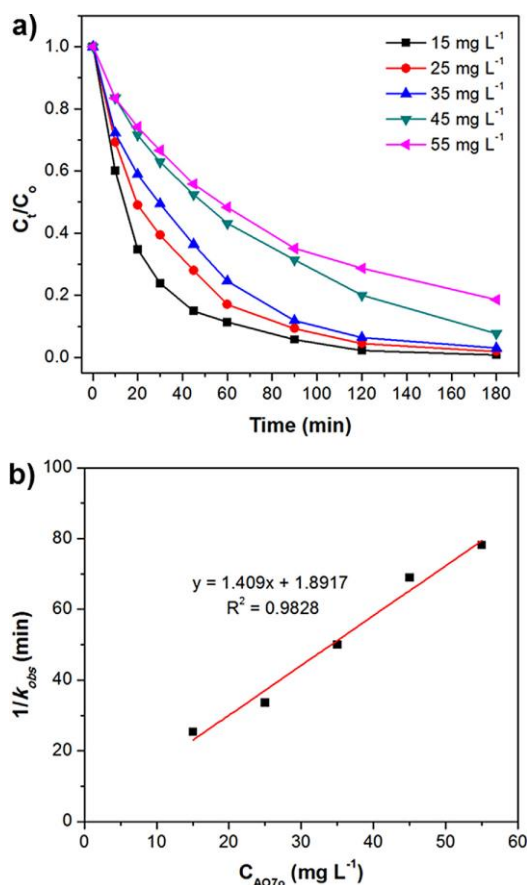 a)
15 mg L⁻¹
25 mg L⁻¹
35 mg L⁻¹
45 mg L⁻¹
55 mg L⁻¹
1.0
0.8
0.6
0.4
0.2
0.0
Cₜ/Cₒ
0 20 40 60 80 100 120 140 160 180
Time (min)
b)
100
80
60
40
20
0
1/kₒbₛ (min)
y = 1.409x + 1.8917
R² = 0.9828
0 10 20 30 40 50 60
C_AO7o (mg L⁻¹)